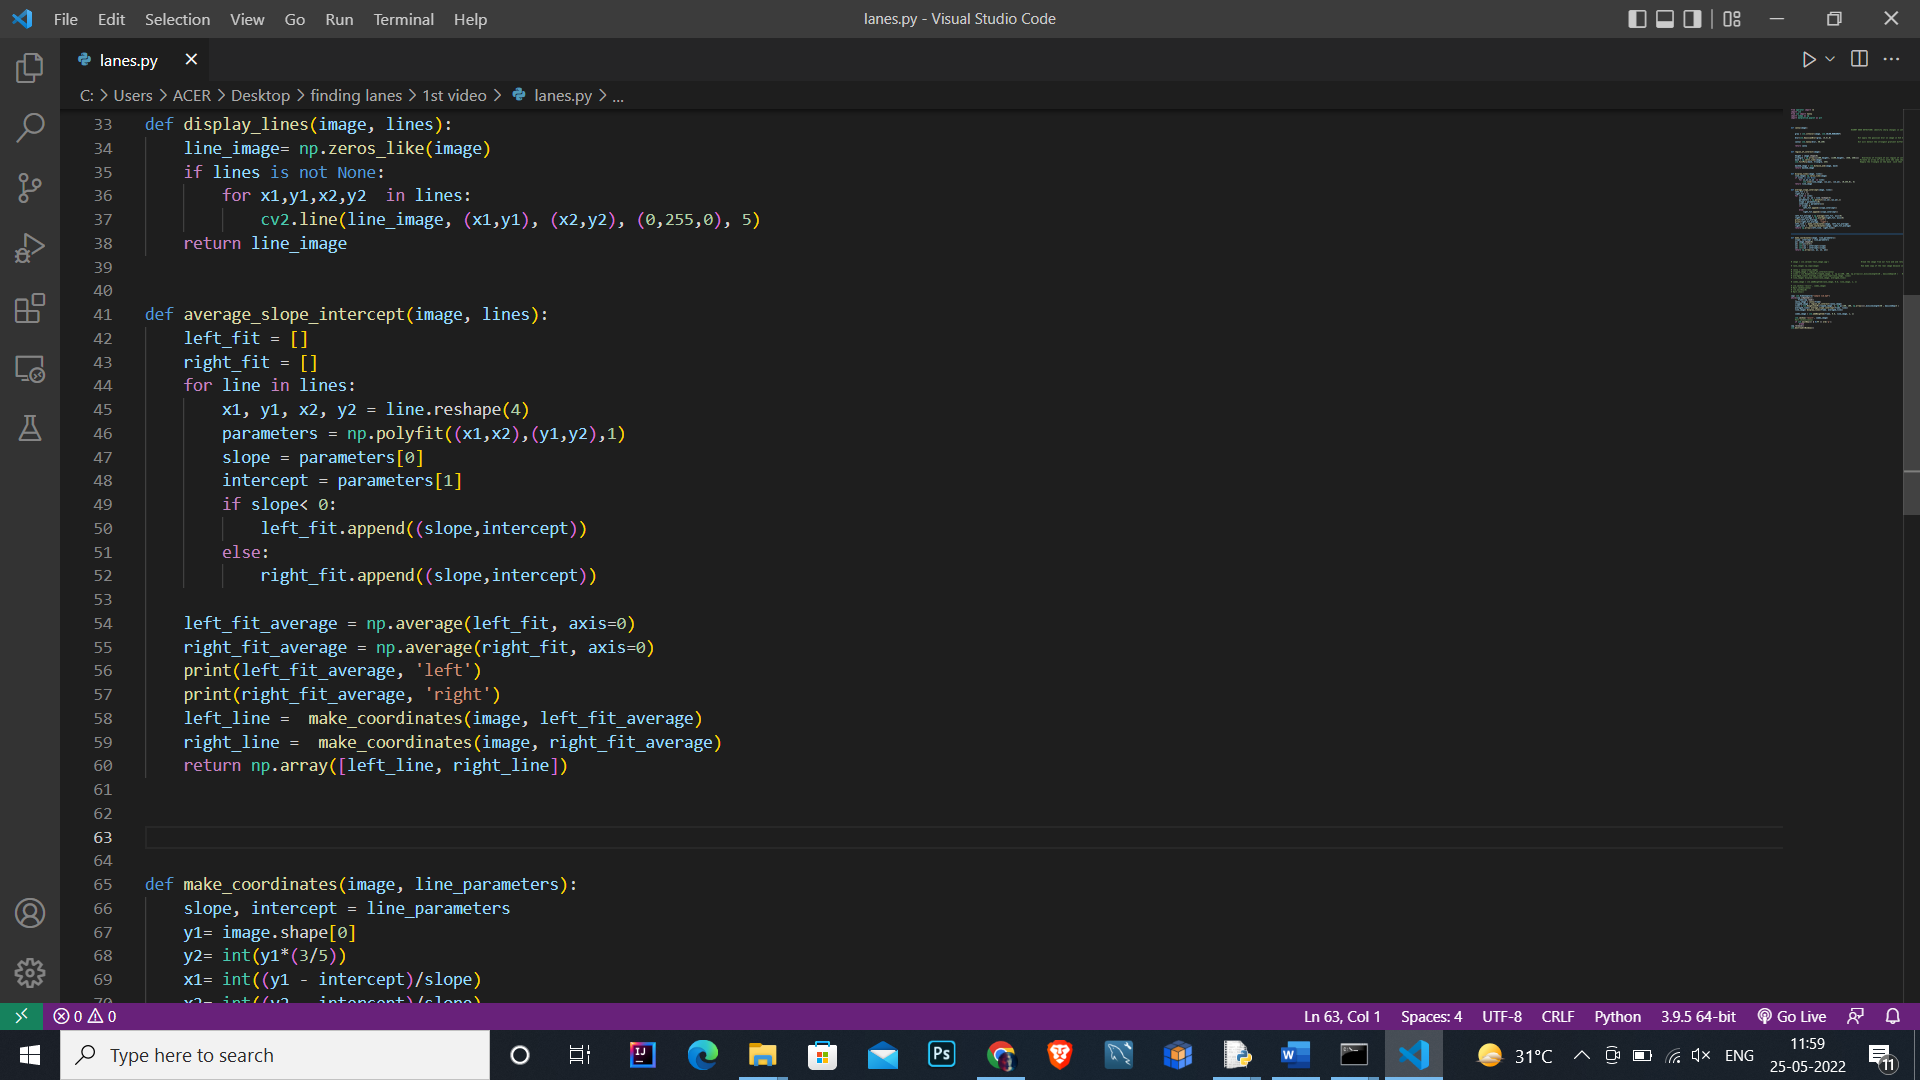 File Edit Selection View Go Run Terminal Help
lanes.py - Visual Studio Code
lanes.py
C: > Users > ACER > Desktop > finding lanes > 1st video > lanes.py > ...
33 def display_lines(image, lines):
34 line_image= np.zeros_like(image)
35 if lines is not None:
36 for x1,y1,x2,y2  in lines:
37 cv2.line(line_image, (x1,y1), (x2,y2), (0,255,0), 5)
38 return line_image
39
40
41 def average_slope_intercept(image, lines):
42 left_fit = []
43 right_fit = []
44 for line in lines:
45 x1, y1, x2, y2 = line.reshape(4)
46 parameters = np.polyfit((x1,x2),(y1,y2),1)
47 slope = parameters[0]
48 intercept = parameters[1]
49 if slope< 0:
50 left_fit.append((slope,intercept))
51 else:
52 right_fit.append((slope,intercept))
53
54 left_fit_average = np.average(left_fit, axis=0)
55 right_fit_average = np.average(right_fit, axis=0)
56 print(left_fit_average, 'left')
57 print(right_fit_average, 'right')
58 left_line =  make_coordinates(image, left_fit_average)
59 right_line =  make_coordinates(image, right_fit_average)
60 return np.array([left_line, right_line])
61
62
63
64
65 def make_coordinates(image, line_parameters):
66 slope, intercept = line_parameters
67 y1= image.shape[0]
68 y2= int(y1*(3/5))
69 x1= int((y1 - intercept)/slope)
70 x2= int((y2 - intercept)/slope)
0 0
Ln 63, Col 1 Spaces: 4 UTF-8 CRLF Python 3.9.5 64-bit Go Live
Type here to search
IJ
Ps
W
31°C
ENG
11:59
25-05-2022
11